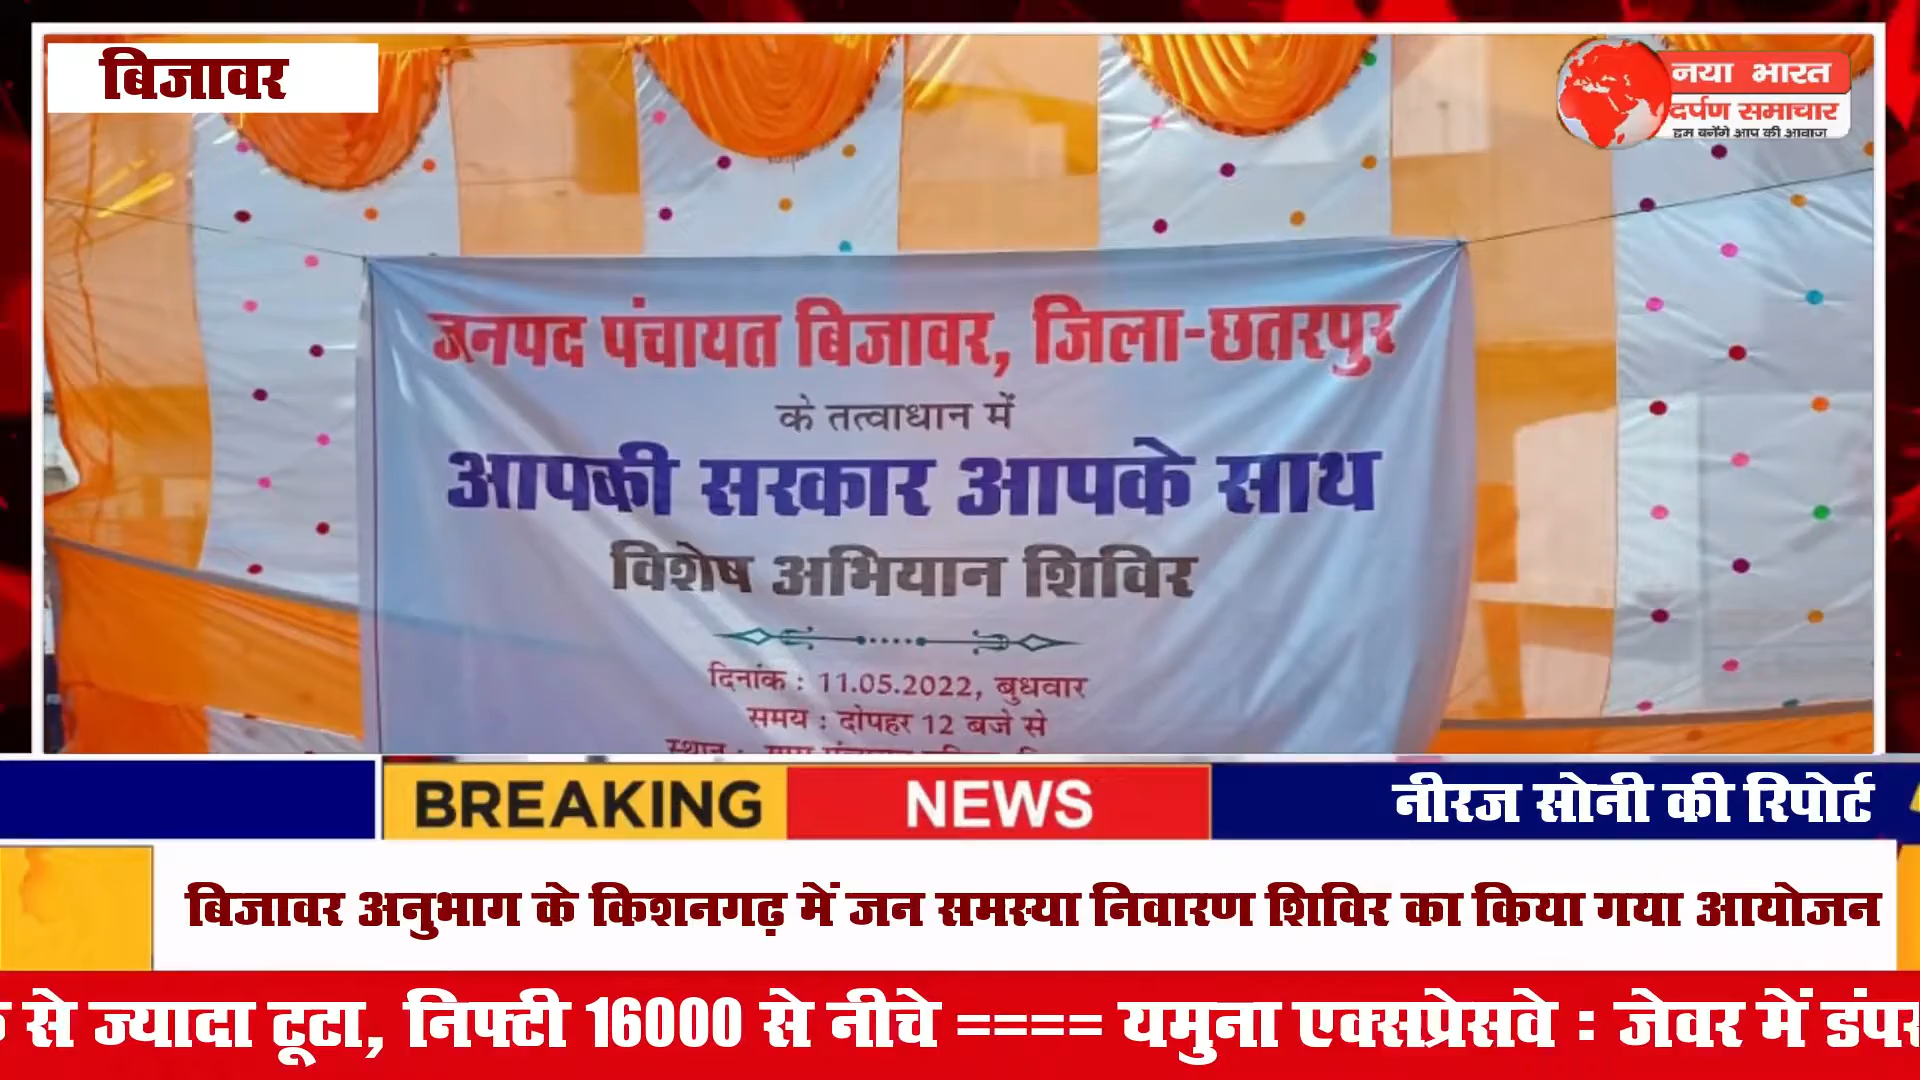 बिजावर
नया भारत
दर्पण समाचार
हम बनेंगे आप की आवाज
जनपद पंचायत बिजावर, जिला-छतरपुर
के तत्वाधान में
आपकी सरकार आपके साथ
विशेष अभियान शिविर
दिनांक : 11.05.2022, बुधवार
समय : दोपहर 12 बजे से
स्थान :
BREAKING NEWS
नीरज सोनी की रिपोर्ट
बिजावर अनुभाग के किशनगढ़ में जन समस्या निवारण शिविर का किया गया आयोजन
से ज्यादा टूटा, निफ्टी 16000 से नीचे ==== यमुना एक्सप्रेसवे : जेवर में